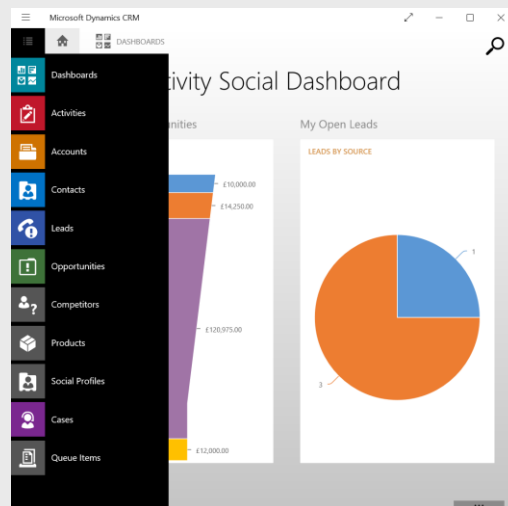 Microsoft Dynamics CRM
DASHBOARDS
tivity Social Dashboard
Dashboards
Activities
Accounts
Contacts
Leads
Opportunities
Competitors
Products
Social Profiles
Cases
Queue Items
unities
£10,000.00
£14,250.00
£120,975.00
£12,000.00
My Open Leads
LEADS BY SOURCE
1
3